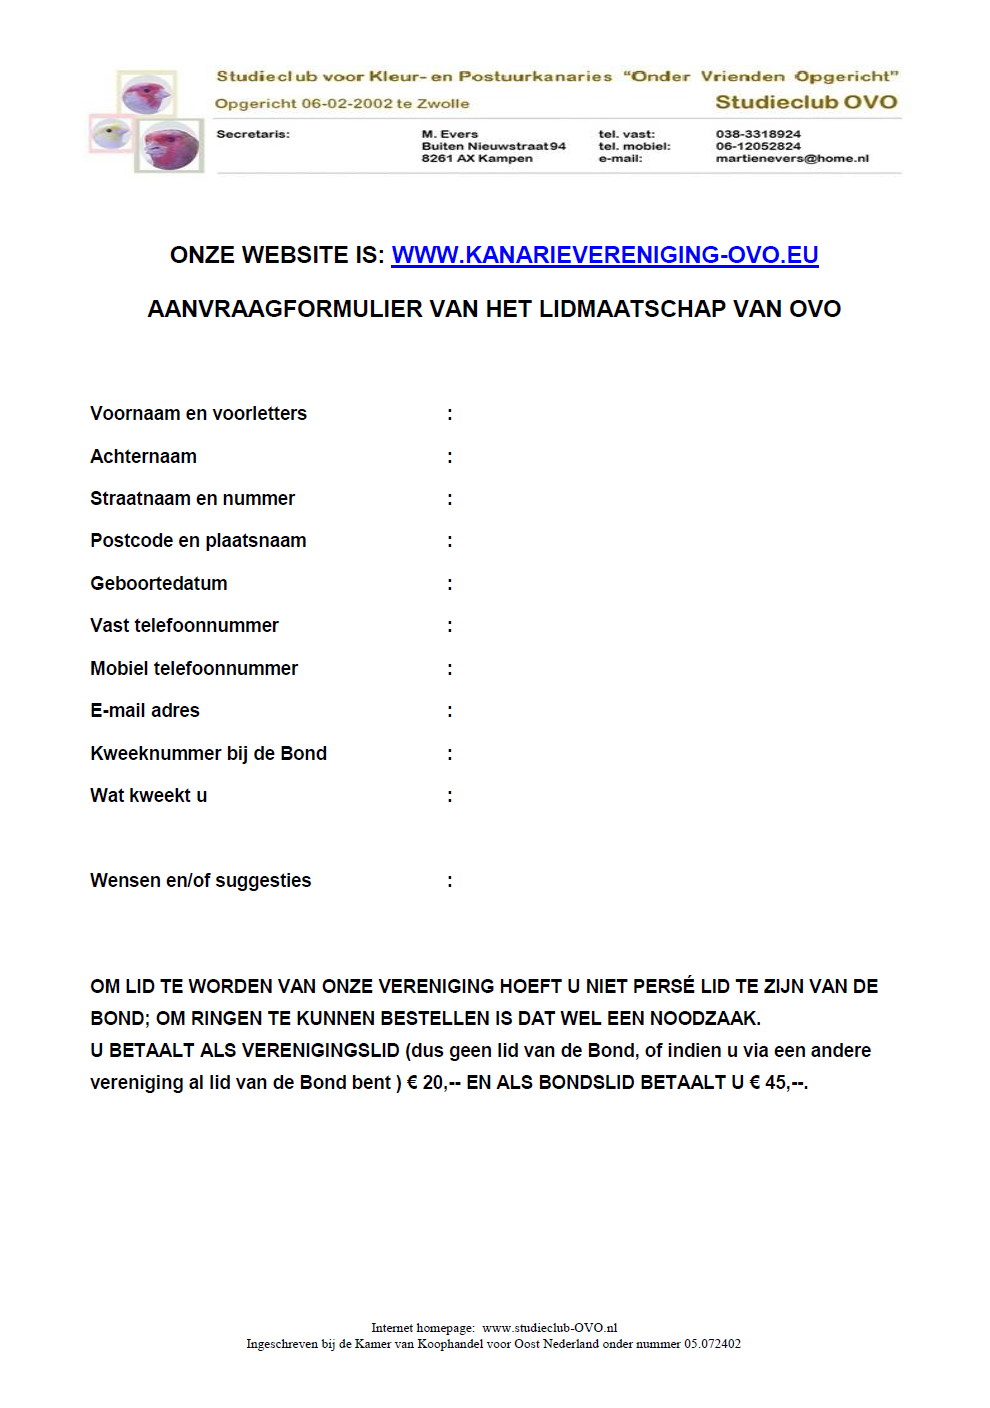 Studieclub voor Kleur- en Postuurkanaries “Onder Vrienden Opgericht”
Opgericht 06-02-2002 te Zwolle Studieclub OVO
Secretaris: M. Evers tel. vast: 038-3318924
Buiten Nieuwstraat 94 tel. mobiel: 06-12052824
8261 AX Kampen e-mail: martienevers@home.nl
ONZE WEBSITE IS: WWW.KANARIEVERENIGING-OVO.EU
AANVRAAGFORMULIER VAN HET LIDMAATSCHAP VAN OVO
Voornaam en voorletters :
Achternaam :
Straatnaam en nummer :
Postcode en plaatsnaam :
Geboortedatum :
Vast telefoonnummer :
Mobiel telefoonnummer :
E-mail adres :
Kweeknummer bij de Bond :
Wat kweekt u :
Wensen en/of suggesties :
OM LID TE WORDEN VAN ONZE VERENIGING HOEFT U NIET PERSÉ LID TE ZIJN VAN DE
BOND; OM RINGEN TE KUNNEN BESTELLEN IS DAT WEL EEN NOODZAAK.
U BETAALT ALS VERENIGINGSLID (dus geen lid van de Bond, of indien u via een andere
vereniging al lid van de Bond bent ) € 20,-- EN ALS BONDSLID BETAALT U € 45,--.
Internet homepage: www.studieclub-OVO.nl
Ingeschreven bij de Kamer van Koophandel voor Oost Nederland onder nummer 05.072402